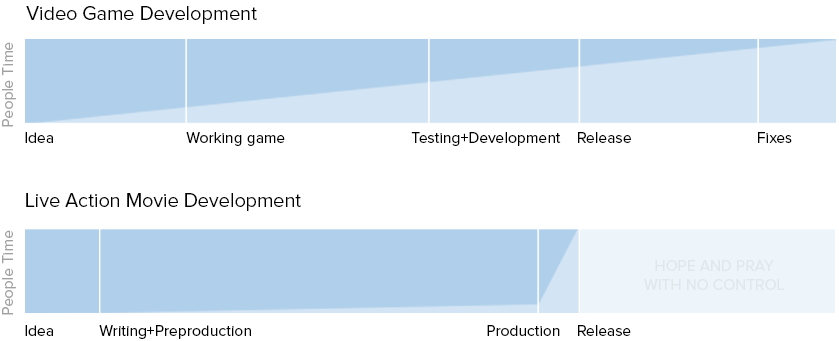 Video Game Development
People Time
Idea Working game Testing+Development Release Fixes
Live Action Movie Development
People Time
HOPE AND PRAY
WITH NO CONTROL
Idea Writing+Preproduction Production Release